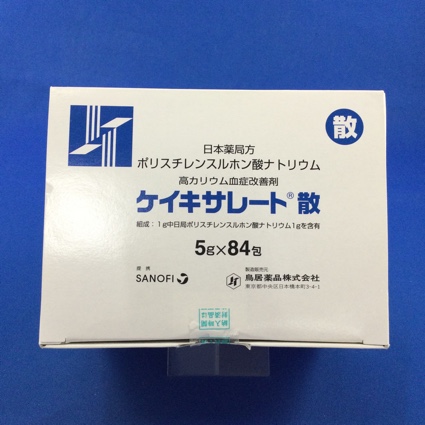 散
日本薬局方
ポリスチレンスルホン酸ナトリウム
高カリウム血症改善剤
ケイキサレート®散
組成：1g中日局ポリスチレンスルホン酸ナトリウム1gを含有
5g×84包
提携
SANOFI
製造販売元
鳥居薬品株式会社
東京都中央区日本橋本町3-4-1